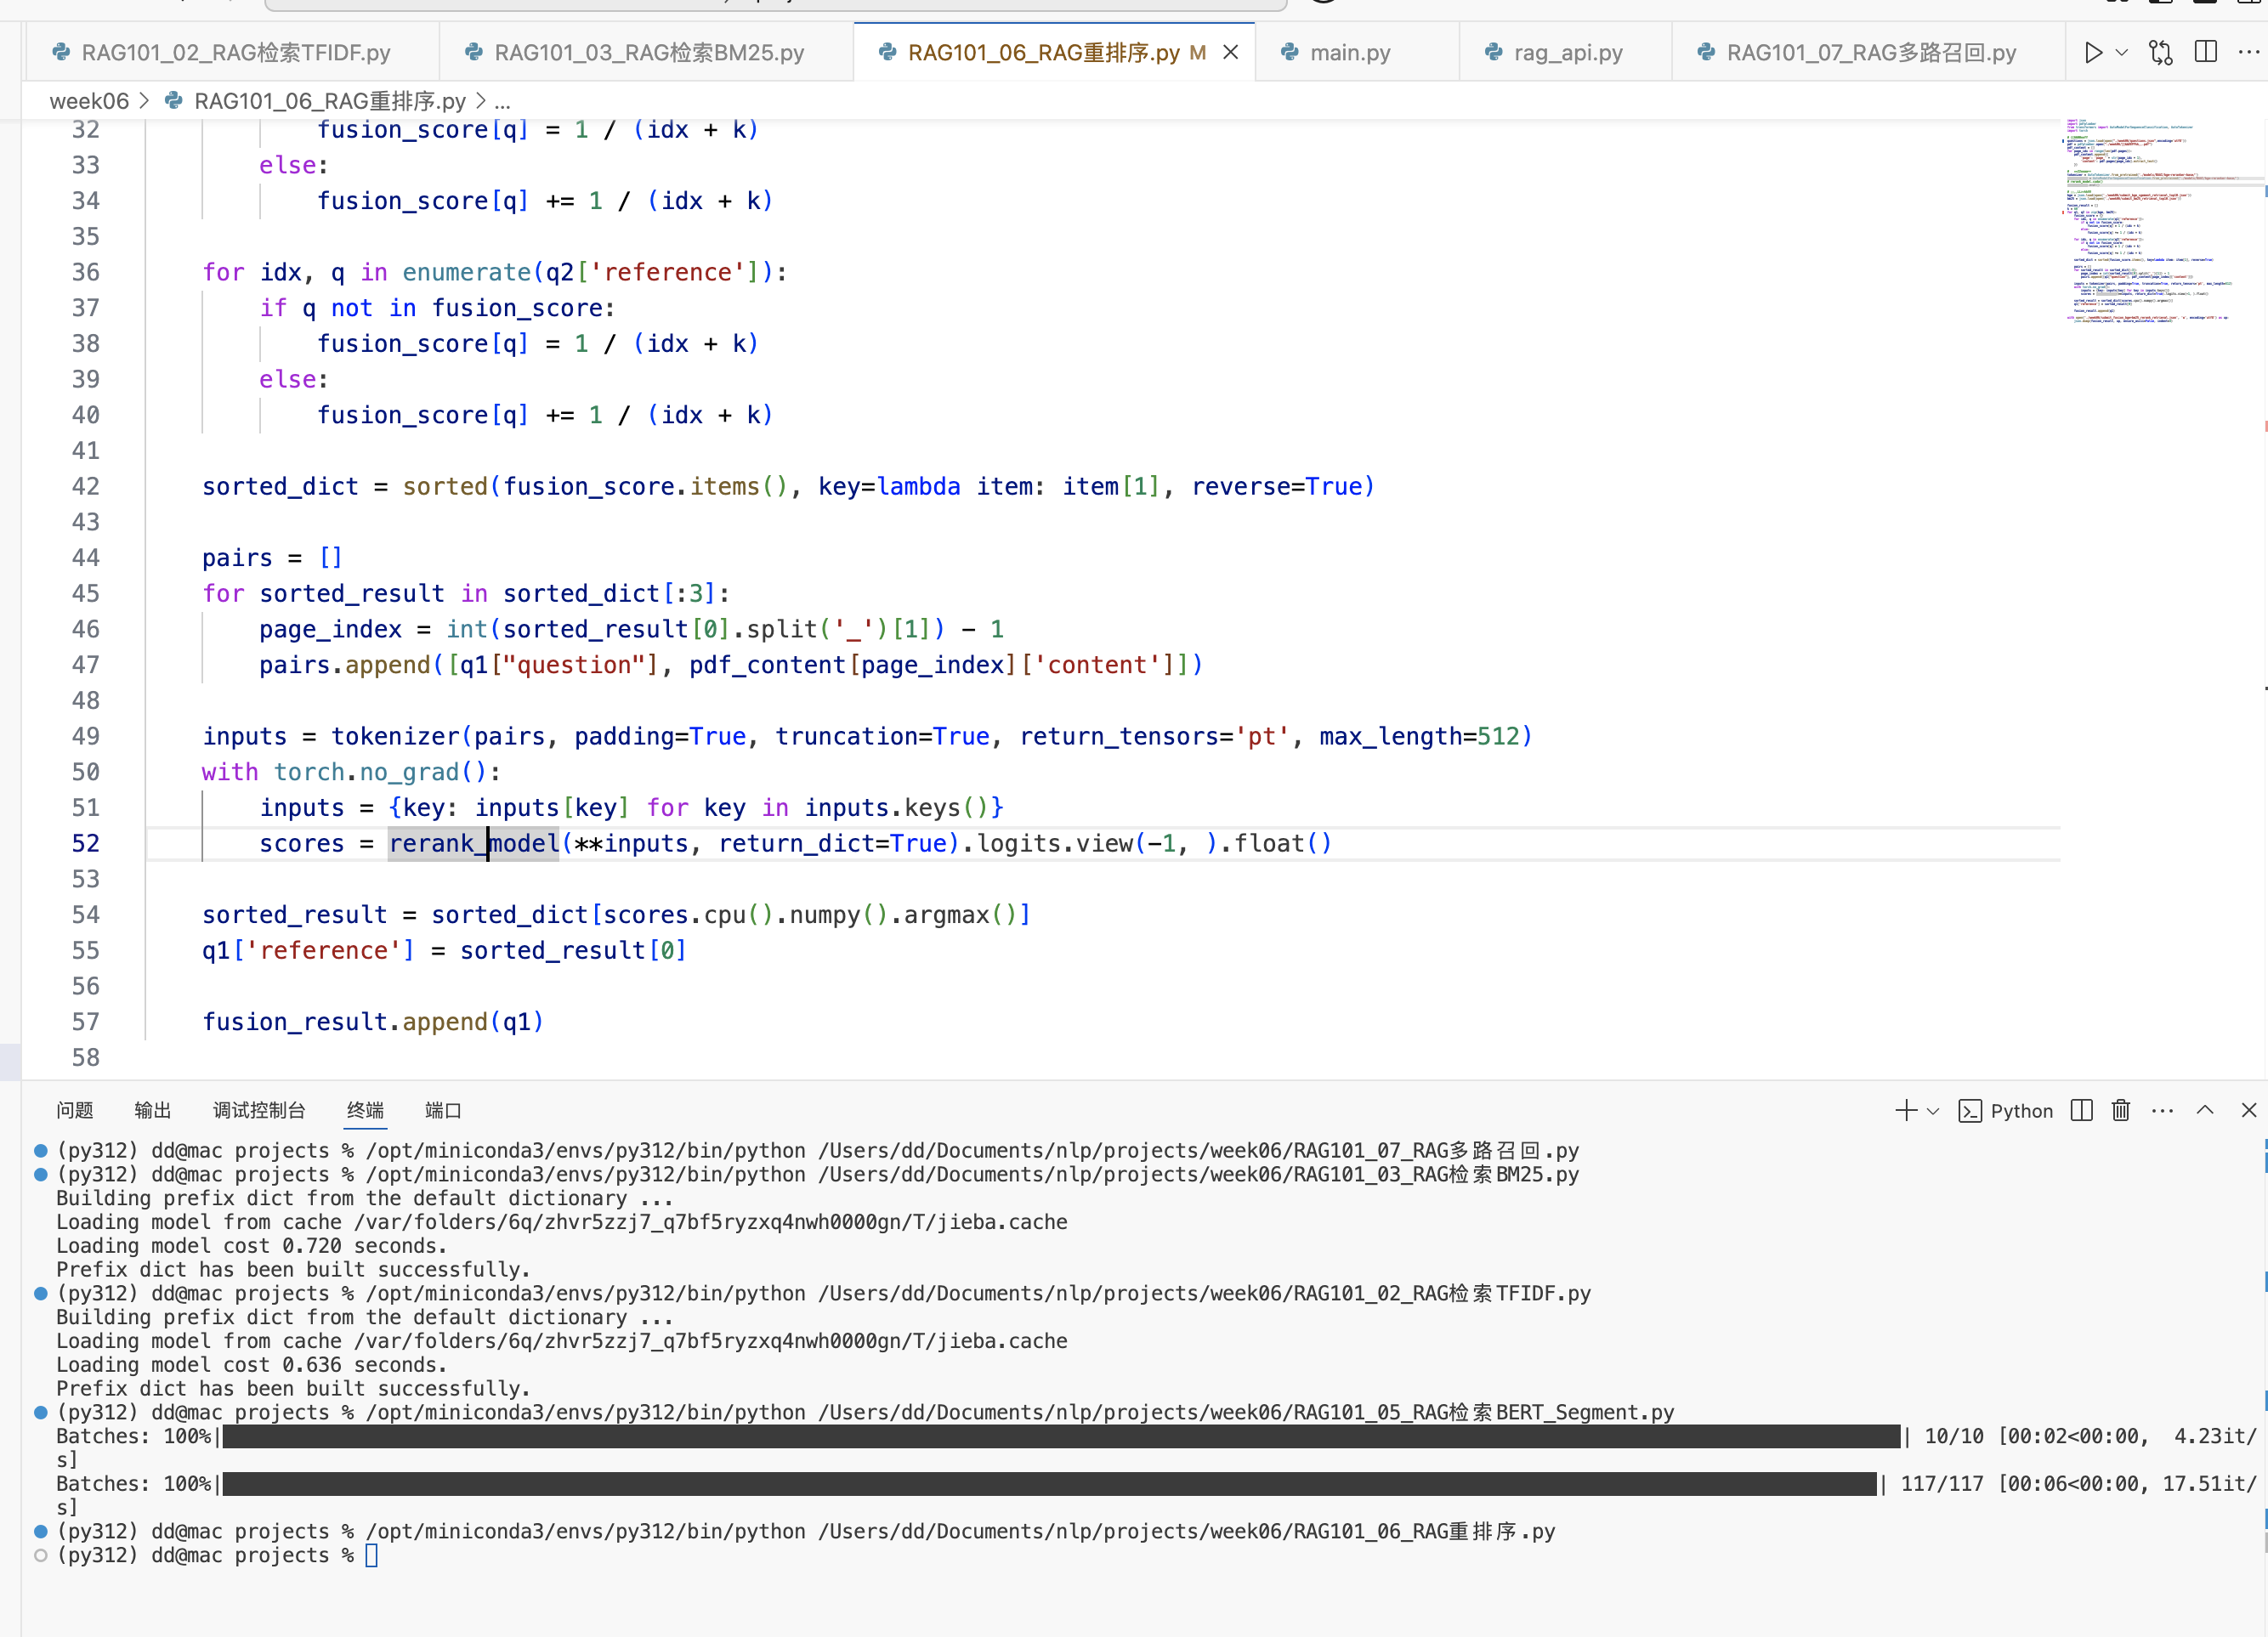 RAG101_02_RAG检索TFIDF.py
RAG101_03_RAG检索BM25.py
RAG101_06_RAG重排序.py M
main.py
rag_api.py
RAG101_07_RAG多路召回.py
week06 > RAG101_06_RAG重排序.py > ...
32 fusion_score[q] = 1 / (idx + k)
33 else:
34 fusion_score[q] += 1 / (idx + k)
35
36 for idx, q in enumerate(q2['reference']):
37 if q not in fusion_score:
38 fusion_score[q] = 1 / (idx + k)
39 else:
40 fusion_score[q] += 1 / (idx + k)
41
42 sorted_dict = sorted(fusion_score.items(), key=lambda item: item[1], reverse=True)
43
44 pairs = []
45 for sorted_result in sorted_dict[:3]:
46 page_index = int(sorted_result[0].split('_')[1]) - 1
47 pairs.append([q1["question"], pdf_content[page_index]['content']])
48
49 inputs = tokenizer(pairs, padding=True, truncation=True, return_tensors='pt', max_length=512)
50 with torch.no_grad():
51 inputs = {key: inputs[key] for key in inputs.keys()}
52 scores = rerank_model(**inputs, return_dict=True).logits.view(-1, ).float()
53
54 sorted_result = sorted_dict[scores.cpu().numpy().argmax()]
55 q1['reference'] = sorted_result[0]
56
57 fusion_result.append(q1)
58
问题 输出 调试控制台 终端 端口
Python
(py312) dd@mac projects % /opt/miniconda3/envs/py312/bin/python /Users/dd/Documents/nlp/projects/week06/RAG101_07_RAG多路召回.py
(py312) dd@mac projects % /opt/miniconda3/envs/py312/bin/python /Users/dd/Documents/nlp/projects/week06/RAG101_03_RAG检索BM25.py
Building prefix dict from the default dictionary ...
Loading model from cache /var/folders/6q/zhvr5zzj7_q7bf5ryzxq4nwh0000gn/T/jieba.cache
Loading model cost 0.720 seconds.
Prefix dict has been built successfully.
(py312) dd@mac projects % /opt/miniconda3/envs/py312/bin/python /Users/dd/Documents/nlp/projects/week06/RAG101_02_RAG检索TFIDF.py
Building prefix dict from the default dictionary ...
Loading model from cache /var/folders/6q/zhvr5zzj7_q7bf5ryzxq4nwh0000gn/T/jieba.cache
Loading model cost 0.636 seconds.
Prefix dict has been built successfully.
(py312) dd@mac projects % /opt/miniconda3/envs/py312/bin/python /Users/dd/Documents/nlp/projects/week06/RAG101_05_RAG检索BERT_Segment.py
Batches: 100%| | 10/10 [00:02<00:00, 4.23it/
s]
Batches: 100%| | 117/117 [00:06<00:00, 17.51it/
s]
(py312) dd@mac projects % /opt/miniconda3/envs/py312/bin/python /Users/dd/Documents/nlp/projects/week06/RAG101_06_RAG重排序.py
(py312) dd@mac projects %